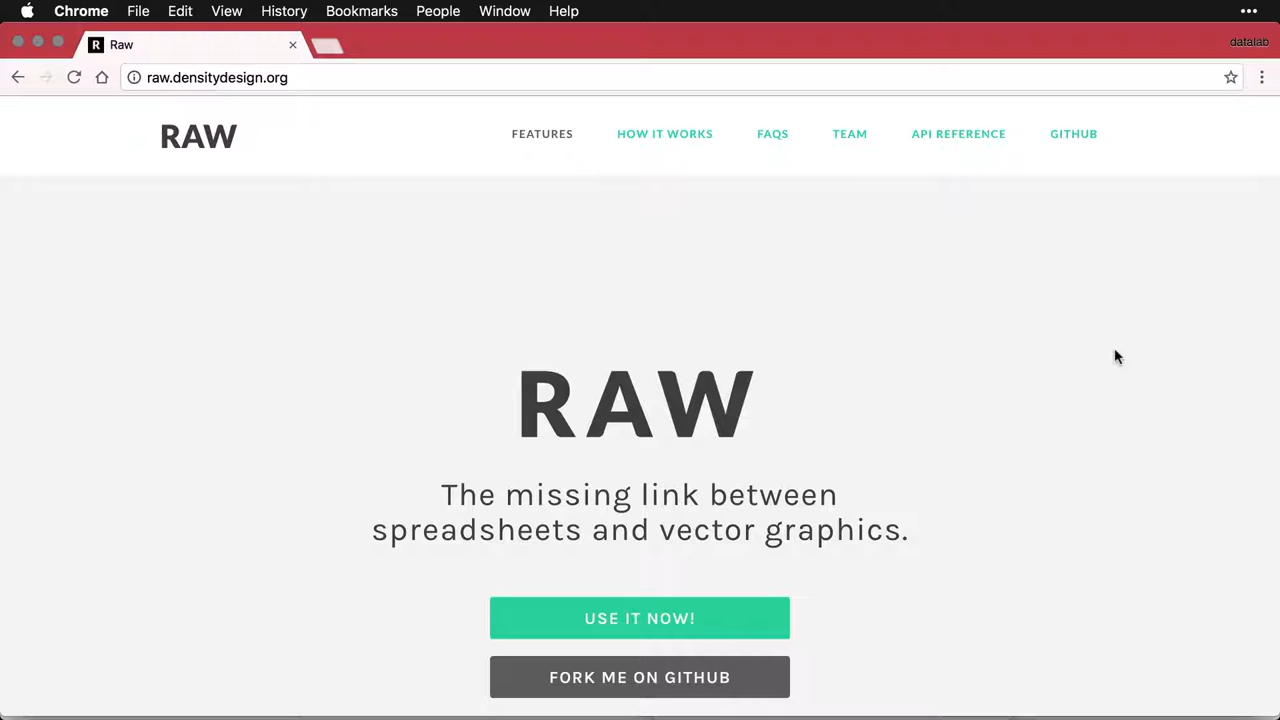 Chrome File Edit View History Bookmarks People Window Help
R Raw
datalab
raw.densitydesign.org
RAW FEATURES HOW IT WORKS FAQS TEAM API REFERENCE GITHUB
RAW
The missing link between
spreadsheets and vector graphics.
USE IT NOW!
FORK ME ON GITHUB